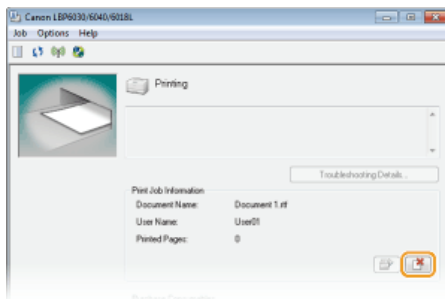 Canon LBP6030/6040/6018L
Job Options Help
Printing
Troubleshooting Details...
Print Job Information
Document Name: Document 1.rtf
User Name: User01
Printed Pages: 0